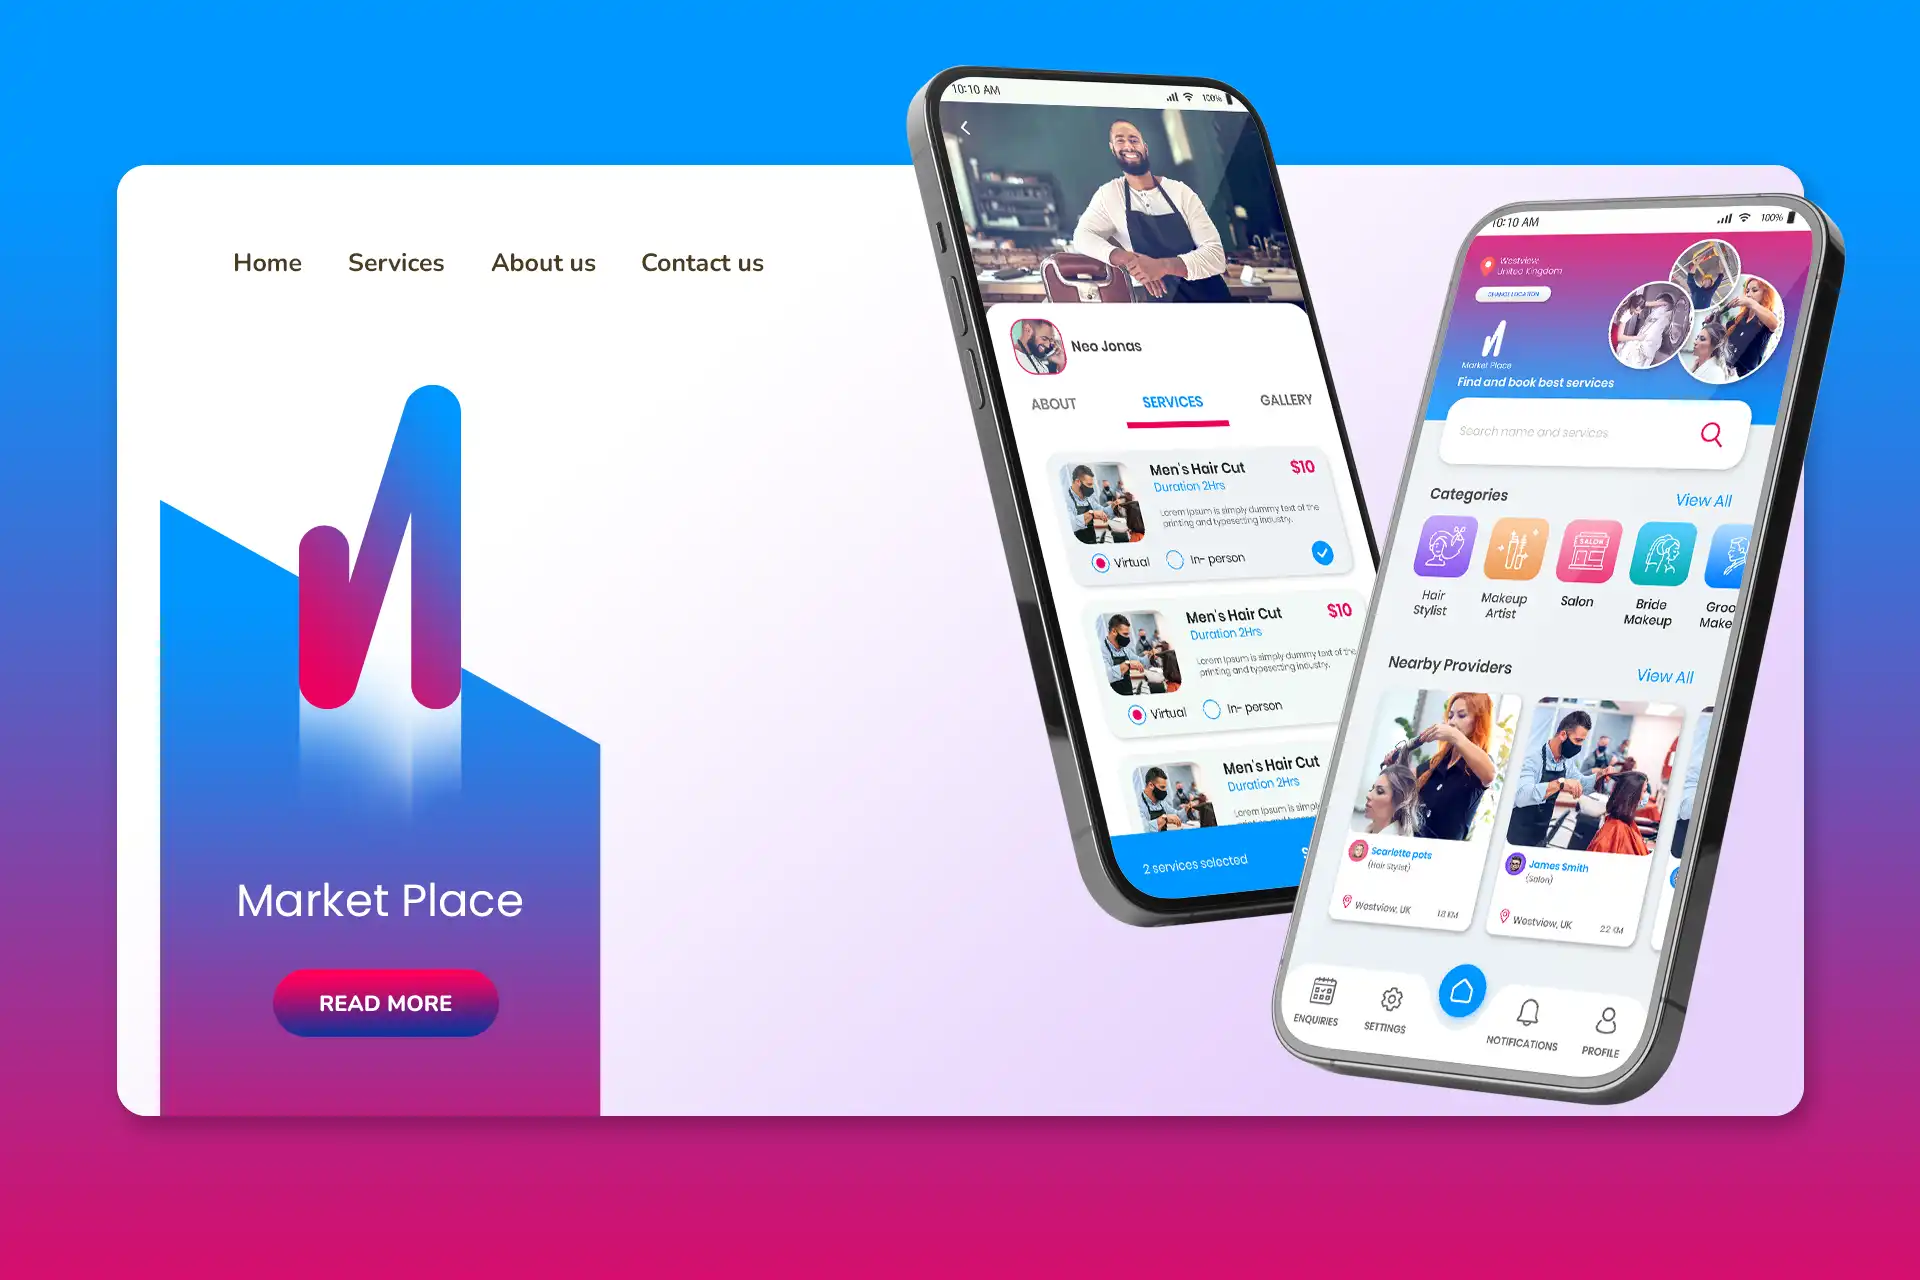 Home
Services
About us
Contact us
Market Place
READ MORE
10:10 AM
100%
Neo Jonas
ABOUT
SERVICES
GALLERY
Men's Hair Cut
$10
Duration 2Hrs
Lorem Ipsum is simply dummy text of the
printing and typesetting industry.
Virtual
In- person
Men's Hair Cut
$10
Duration 2Hrs
Lorem Ipsum is simply dummy text of the
printing and typesetting industry.
Virtual
In- person
Men's Hair Cut
Duration 2Hrs
Lorem Ipsum is simply
2 services selected
10:10 AM
100%
Westview
United Kingdom
CHANGE LOCATION
Market Place
Find and book best services
Search name and services
Categories
View All
Hair
Stylist
Makeup
Artist
SALON
Salon
Bride
Makeup
Groo
Make
Nearby Providers
View All
Scarlette pots
(Hair stylist)
Westview, UK
1.8 KM
James Smith
(Salon)
Westview, UK
2.2 KM
ENQUIRIES
SETTINGS
NOTIFICATIONS
PROFILE